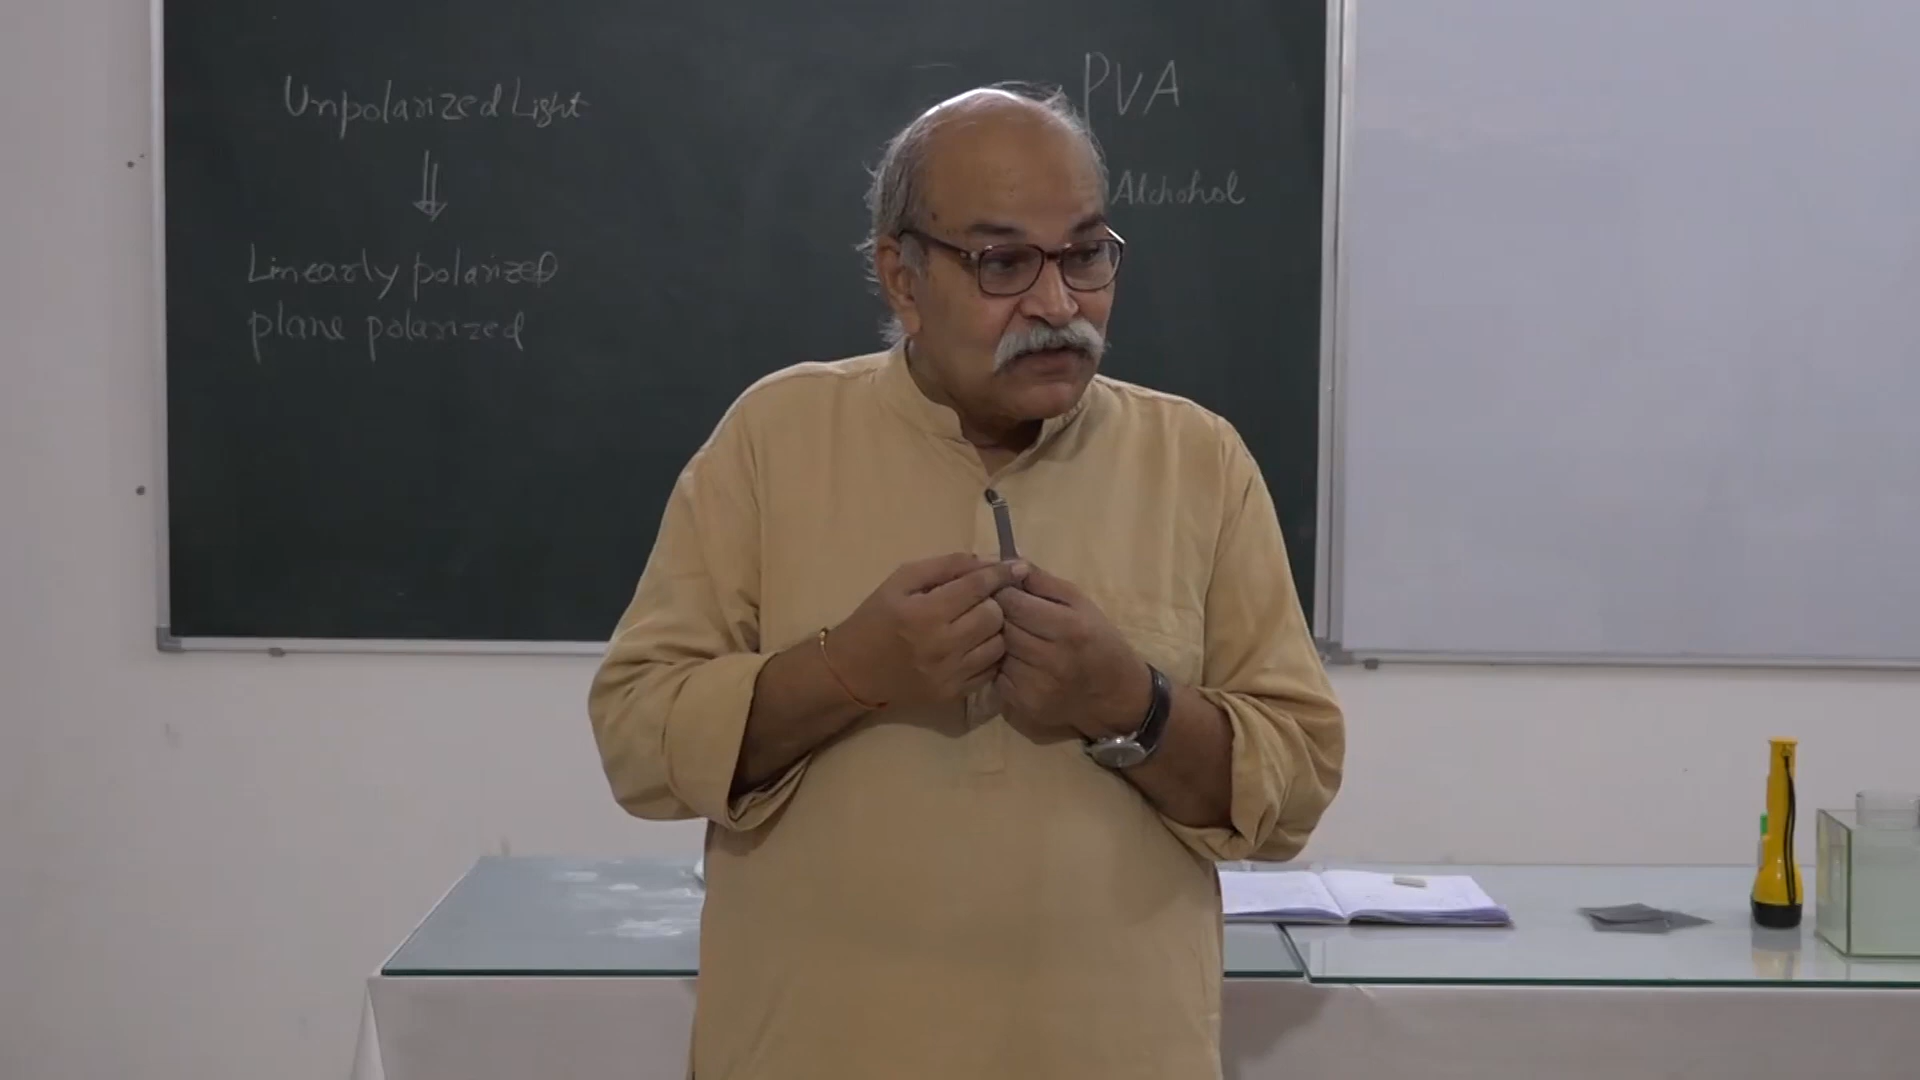 Unpolarized Light
Linearly polarized
plane polarized
PVA
Alchohol